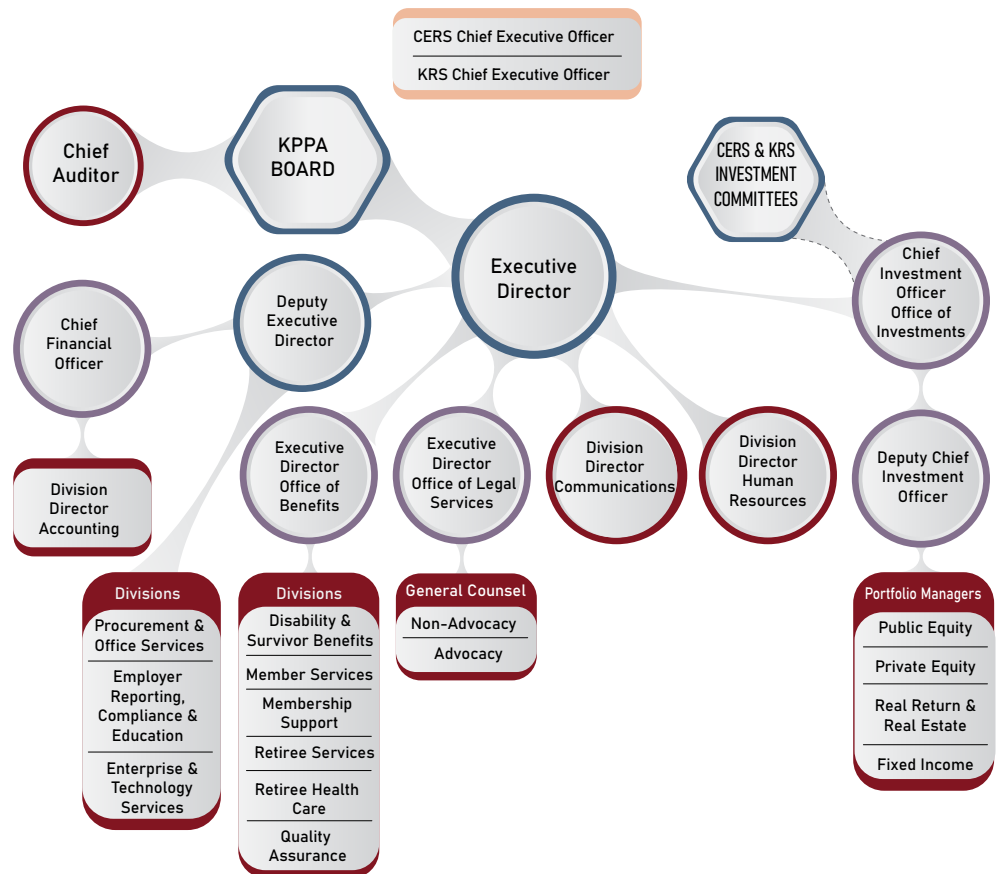 CERS Chief Executive Officer
KRS Chief Executive Officer
KPPA
BOARD
Chief
Auditor
CERS & KRS
INVESTMENT
COMMITTEES
Executive
Director
Chief
Investment
Officer
Office of
Investments
Deputy
Executive
Director
Chief
Financial
Officer
Executive
Director
Office of
Benefits
Executive
Director
Office of Legal
Services
Division
Director
Communications
Division
Director
Human
Resources
Deputy Chief
Investment
Officer
Division
Director
Accounting
Divisions
Procurement &
Office Services
Employer
Reporting,
Compliance &
Education
Enterprise &
Technology
Services
Divisions
Disability &
Survivor Benefits
Member Services
Membership
Support
Retiree Services
Retiree Health
Care
Quality
Assurance
General Counsel
Non-Advocacy
Advocacy
Portfolio Managers
Public Equity
Private Equity
Real Return &
Real Estate
Fixed Income